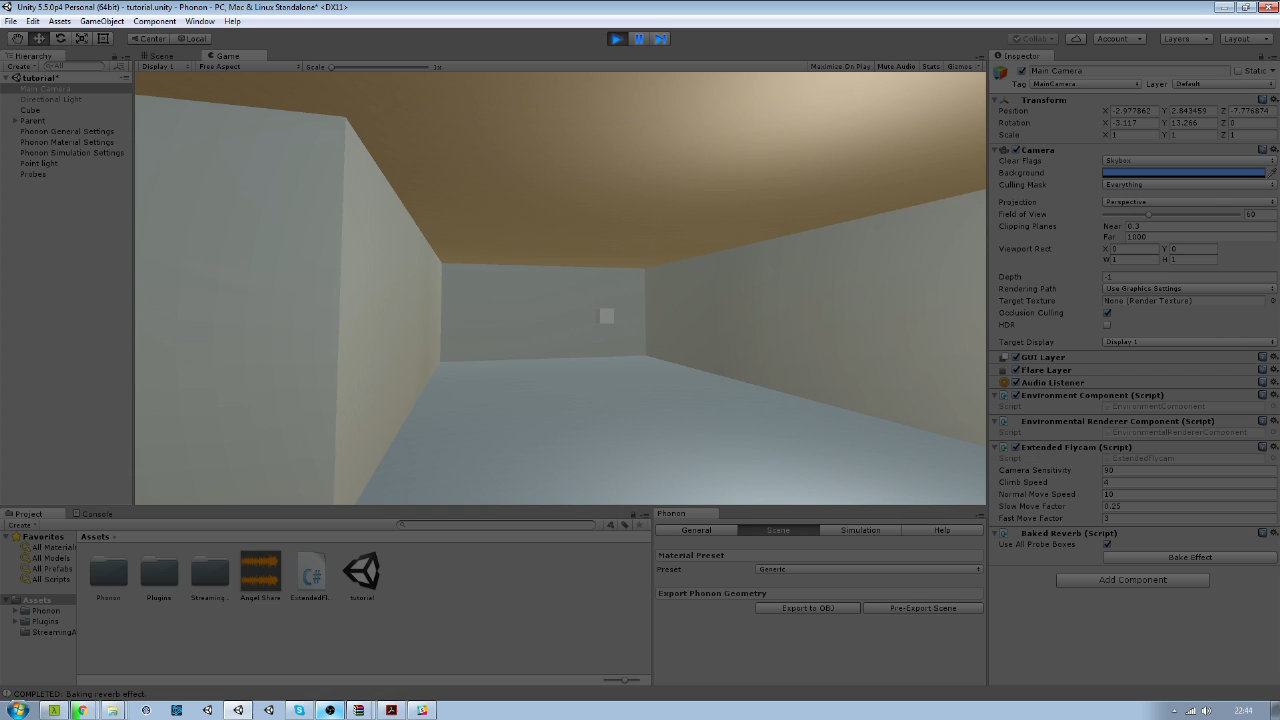 Unity 5.5.0p4 Personal (64bit) - tutorial.unity - Phonon - PC, Mac & Linux Standalone* <DX11>
File Edit Assets GameObject Component Window Help
Center Local Collab Account Layers Layout
Hierarchy Scene Game Inspector
Create All Display 1 Free Aspect Scale 1x Maximize On Play Mute Audio Stats Gizmos
tutorial*
Main Camera
Directional Light
Cube
Parent
Phonon General Settings
Phonon Material Settings
Phonon Simulation Settings
Point light
Probes
Main Camera Static
Tag MainCamera Layer Default
Transform
Position X -2.977862 Y 2.843459 Z -7.776874
Rotation X -3.117 Y 13.266 Z 0
Scale X 1 Y 1 Z 1
Camera
Clear Flags Skybox
Background
Culling Mask Everything
Projection Perspective
Field of View 60
Clipping Planes Near 0.3
Far 1000
Viewport Rect X 0 Y 0
W 1 H 1
Depth -1
Rendering Path Use Graphics Settings
Target Texture None (Render Texture)
Occlusion Culling
HDR
Target Display Display 1
GUI Layer
Flare Layer
Audio Listener
Environment Component (Script)
Script EnvironmentComponent
Environmental Renderer Component (Script)
Script EnvironmentalRendererComponent
Extended Flycam (Script)
Script ExtendedFlycam
Camera Sensitivity 90
Climb Speed 4
Normal Move Speed 10
Slow Move Factor 0.25
Fast Move Factor 3
Baked Reverb (Script)
Use All Probe Boxes
Bake Effect
Add Component
Project Console
Create
Favorites
All Materials
All Models
All Prefabs
All Scripts
Assets
Phonon
Plugins
StreamingA
Assets
Phonon Plugins Streaming... Angel Share ExtendedFl... tutorial
Phonon
General Scene Simulation Help
Material Preset
Preset Generic
Export Phonon Geometry
Export to OBJ Pre-Export Scene
COMPLETED: Baking reverb effect.
22:44